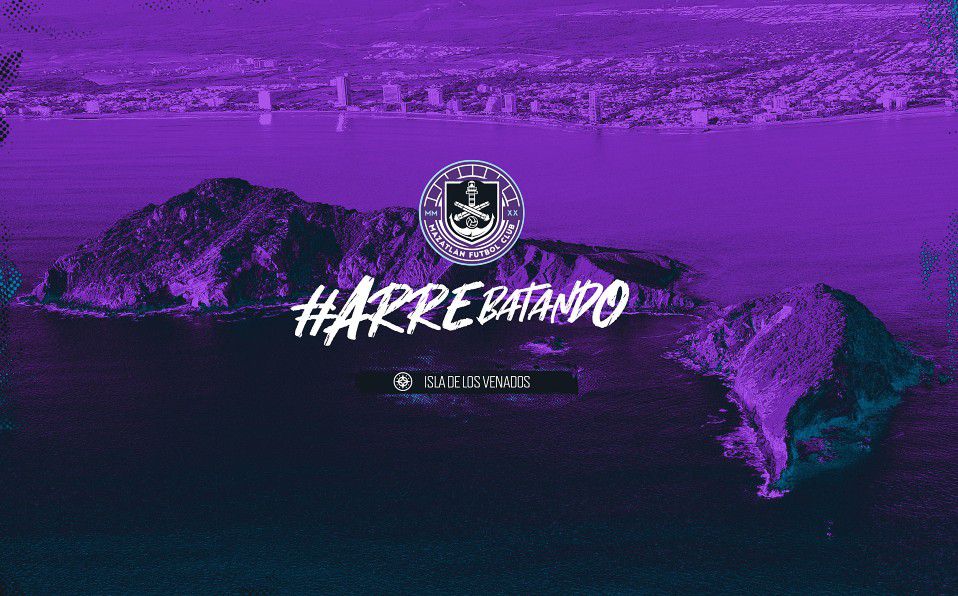 MM XX
MAZATLÁN FUTBOL CLUB
#ARREBATANDO
ISLA DE LOS VENADOS